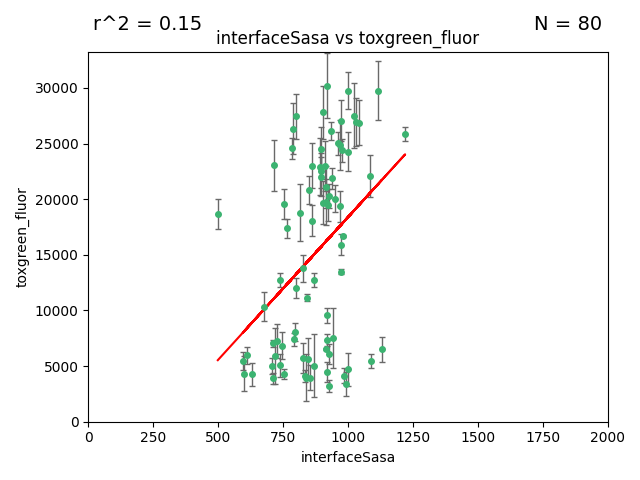 r^2 = 0.15
N = 80
interfaceSasa vs toxgreen_fluor
30000
25000
20000
15000
10000
5000
0
toxgreen_fluor
0 250 500 750 1000 1250 1500 1750 2000
interfaceSasa